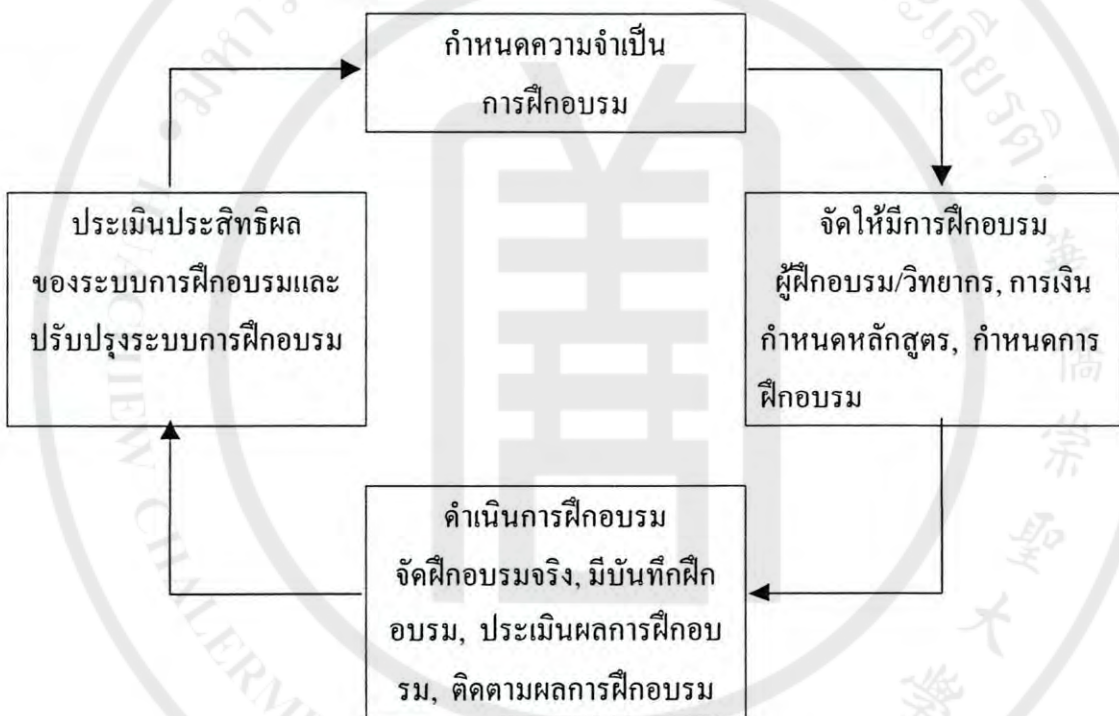 กำหนดความจำเป็น
การฝึกอบรม
ประเมินประสิทธิผล
ของระบบการฝึกอบรมและ
ปรับปรุงระบบการฝึกอบรม
จัดให้มีการฝึกอบรม
ผู้ฝึกอบรม/วิทยากร, การเงิน
กำหนดหลักสูตร, กำหนดการ
ฝึกอบรม
ดำเนินการฝึกอบรม
จัดฝึกอบรมจริง, มีบันทึกฝึก
อบรม, ประเมินผลการฝึกอบ
รม, ติดตามผลการฝึกอบรม
CHIEW CHALERM
華僑崇聖大學